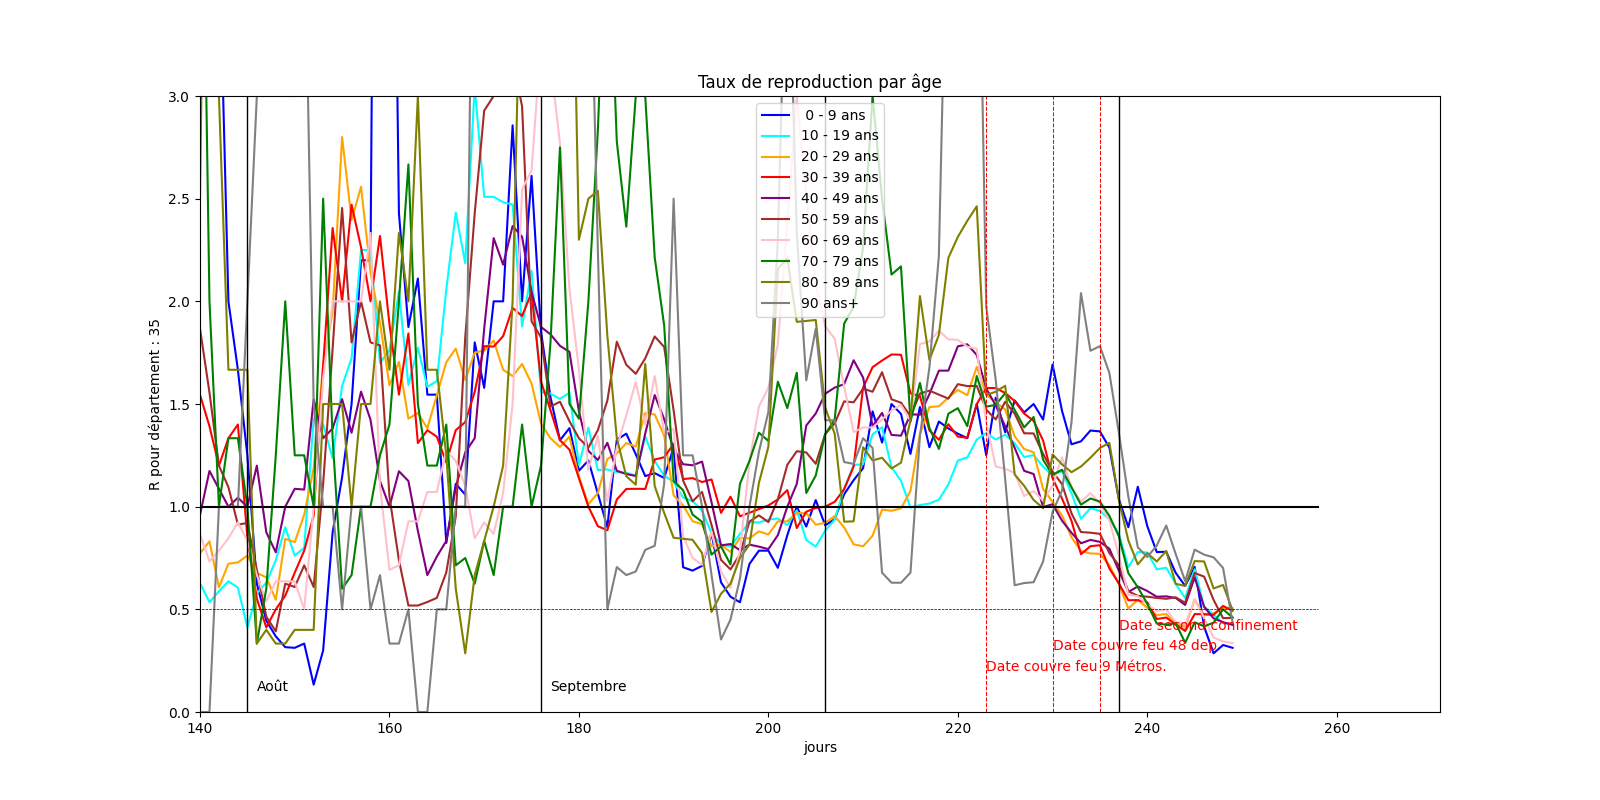 Taux de reproduction par âge
R pour département : 35
3.0
2.5
2.0
1.5
1.0
0.5
0.0
0 - 9 ans
10 - 19 ans
20 - 29 ans
30 - 39 ans
40 - 49 ans
50 - 59 ans
60 - 69 ans
70 - 79 ans
80 - 89 ans
90 ans+
Date second confinement
Date couvre feu 48 dep.
Date couvre feu 9 Métros.
Août
Septembre
140
160
180
200
220
240
260
jours